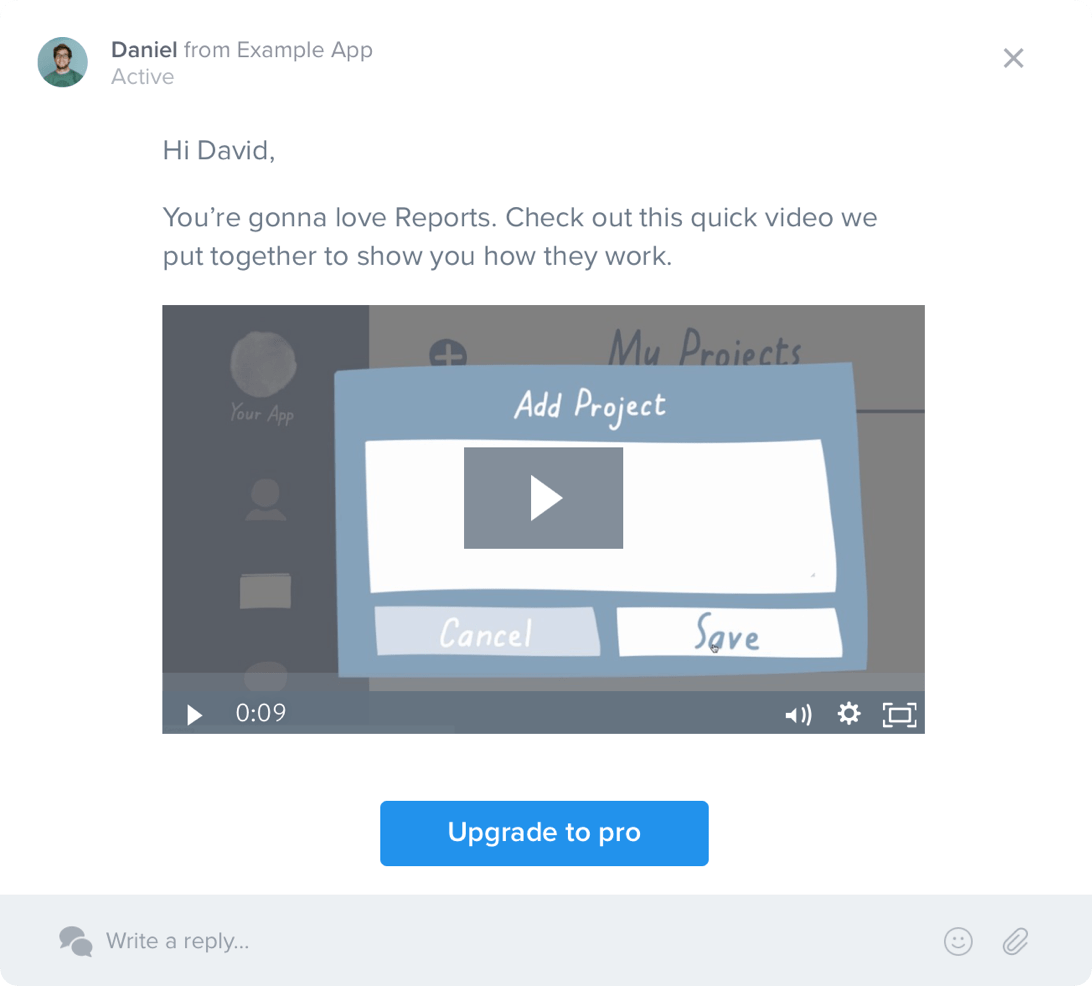 Daniel from Example App
Active
Hi David,
You’re gonna love Reports. Check out this quick video we
put together to show you how they work.
My Projects
Your App
Add Project
Cancel
Save
0:09
Upgrade to pro
Write a reply...